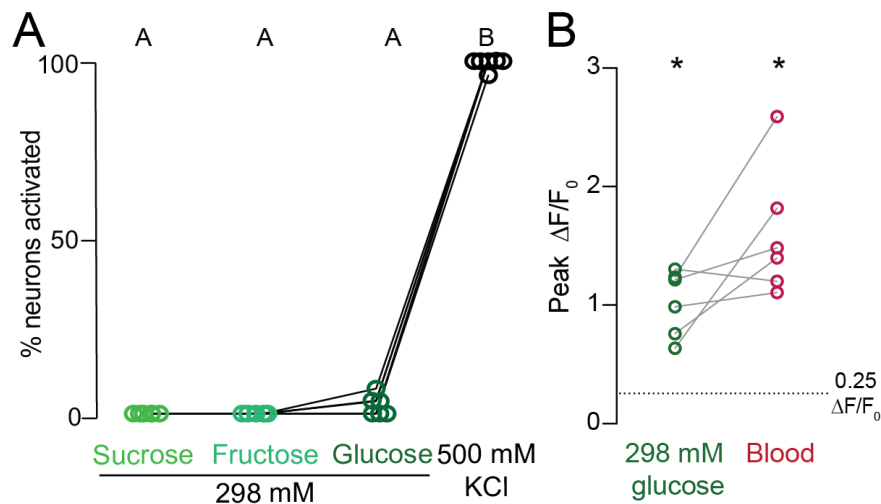 A
A A A B
100
50
0
% neurons activated
Sucrose Fructose Glucose 500 mM
298 mM KCl
B
* *
3
2
1
0
Peak ΔF/F0
0.25
ΔF/F0
298 mM Blood
glucose